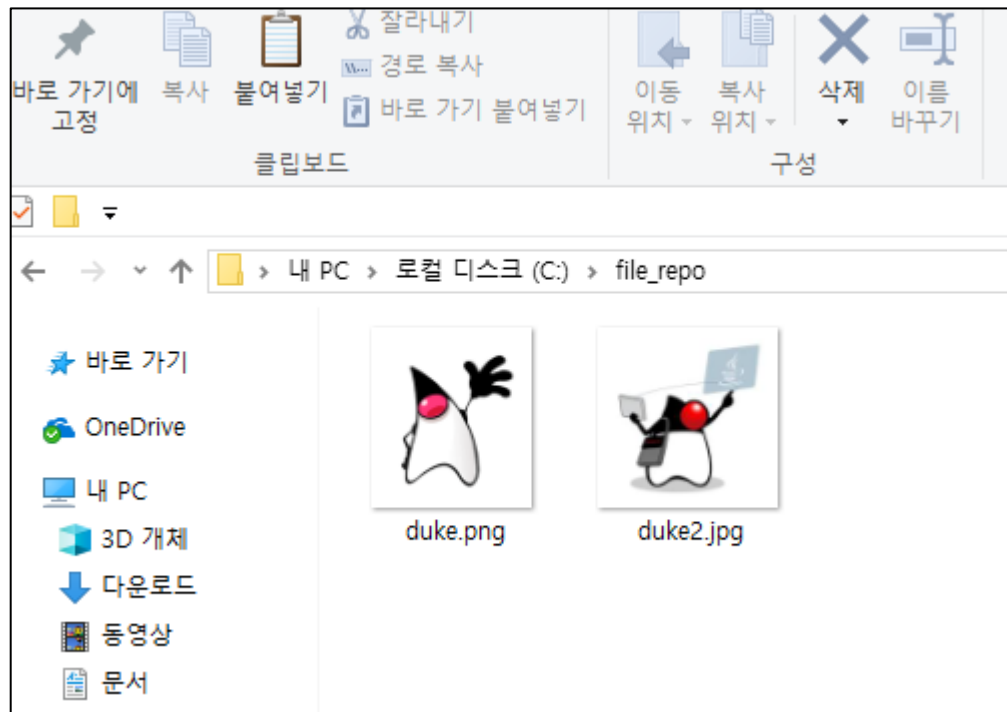 잘라내기
경로 복사
바로 가기 붙여넣기
바로 가기에
고정
복사
붙여넣기
이동
위치
복사
위치
삭제
이름
바꾸기
클립보드
구성
내 PC > 로컬 디스크 (C:) > file_repo
바로 가기
OneDrive
내 PC
3D 개체
다운로드
동영상
문서
duke.png
duke2.jpg